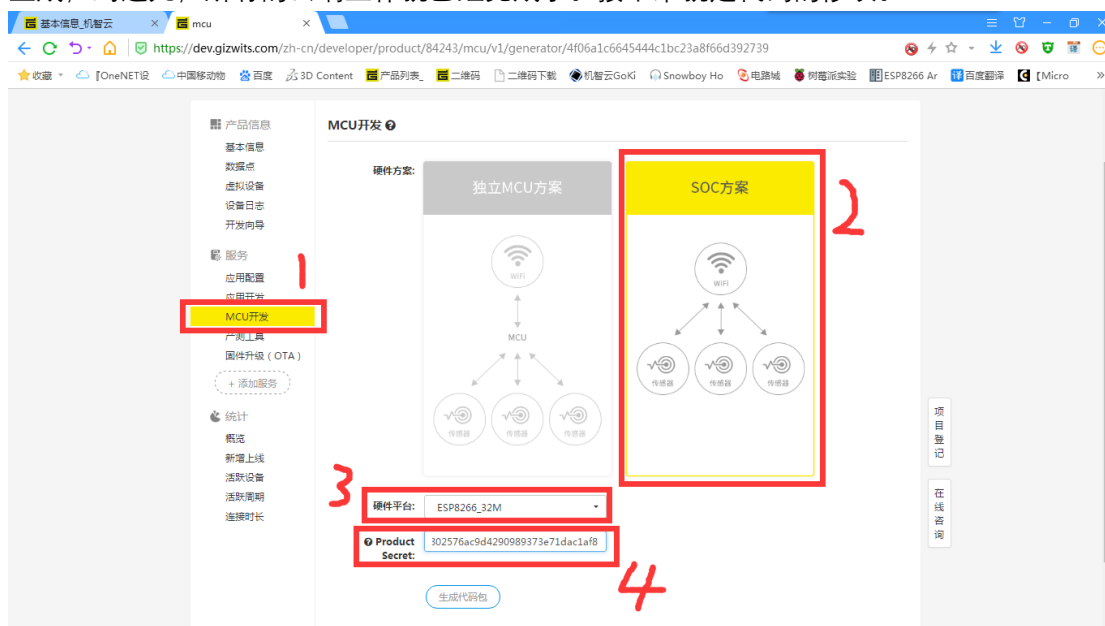 基本信息_机智云
mcu
https://dev.gizwits.com/zh-cn/developer/product/84243/mcu/v1/generator/4f06a1c6645444c1bc23a8f66d392739
收藏 『OneNET设 中国移动物 百度 3D Content 产品列表_ 二维码 二维码下载 机智云GoKi Snowboy Ho 电路城 树莓派实验 ESP8266 Ar 百度翻译 【Micro
产品信息
基本信息
数据点
虚拟设备
设备日志
开发向导
服务
应用配置
应用开发
MCU开发
产测工具
固件升级（OTA）
+ 添加服务
统计
概览
新增上线
活跃设备
活跃周期
连接时长
MCU开发
硬件方案:
独立MCU方案
WiFi
MCU
传感器 传感器 传感器
SOC方案
WiFi
传感器 传感器 传感器
硬件平台: ESP8266_32M
Product Secret: 302576ac9d4290989373e71dac1af8
生成代码包
项目登记
在线咨询
1
2
3
4